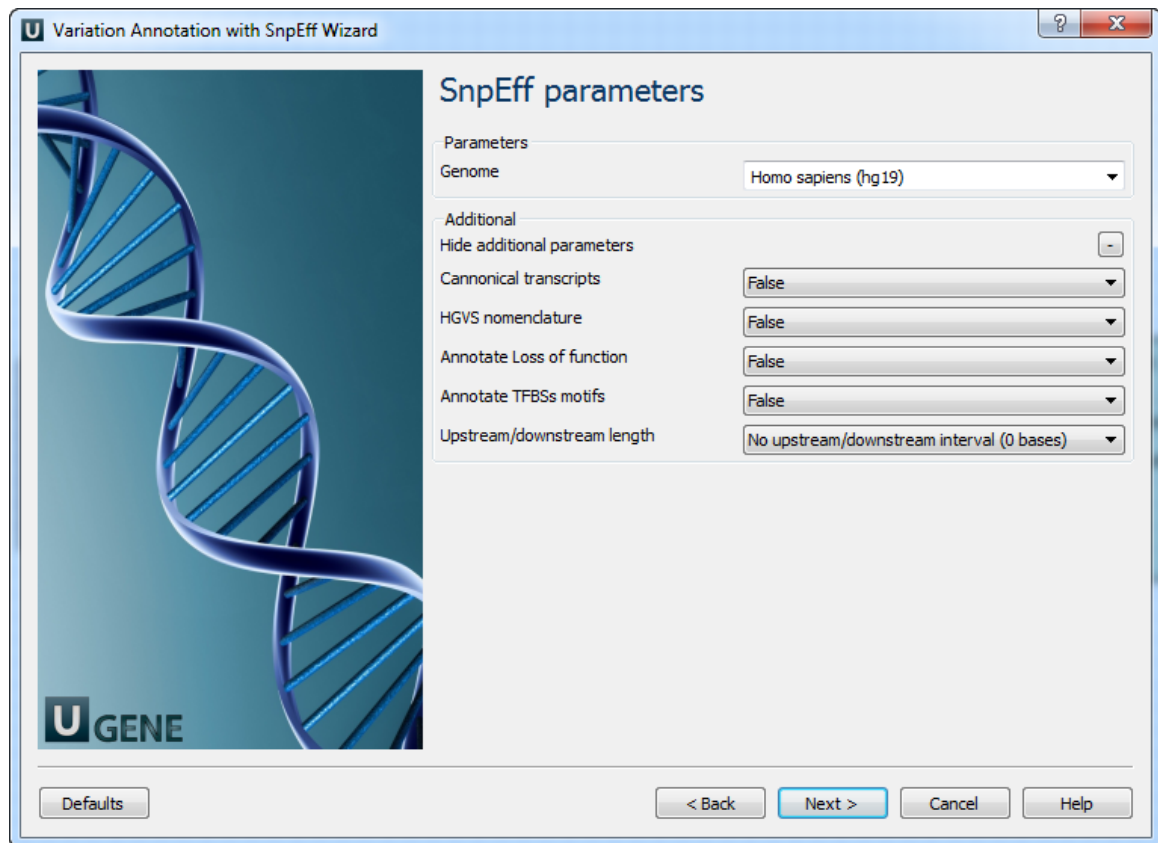 U Variation Annotation with SnpEff Wizard
? X
SnpEff parameters
Parameters
Genome Homo sapiens (hg19)
Additional
Hide additional parameters -
Cannonical transcripts False
HGVS nomenclature False
Annotate Loss of function False
Annotate TFBSs motifs False
Upstream/downstream length No upstream/downstream interval (0 bases)
U GENE
Defaults < Back Next > Cancel Help